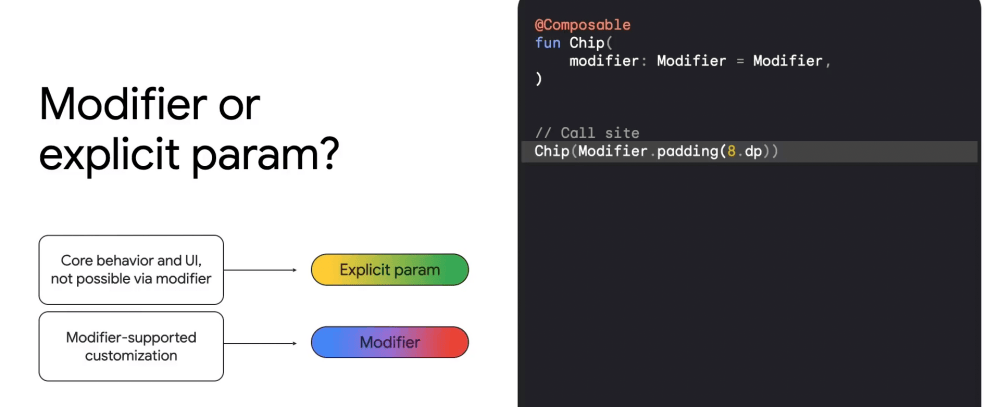 Modifier or
explicit param?
Core behavior and UI,
not possible via modifier
Explicit param
Modifier-supported
customization
Modifier
@Composable
fun Chip(
    modifier: Modifier = Modifier,
)
// Call site
Chip(Modifier.padding(8.dp))